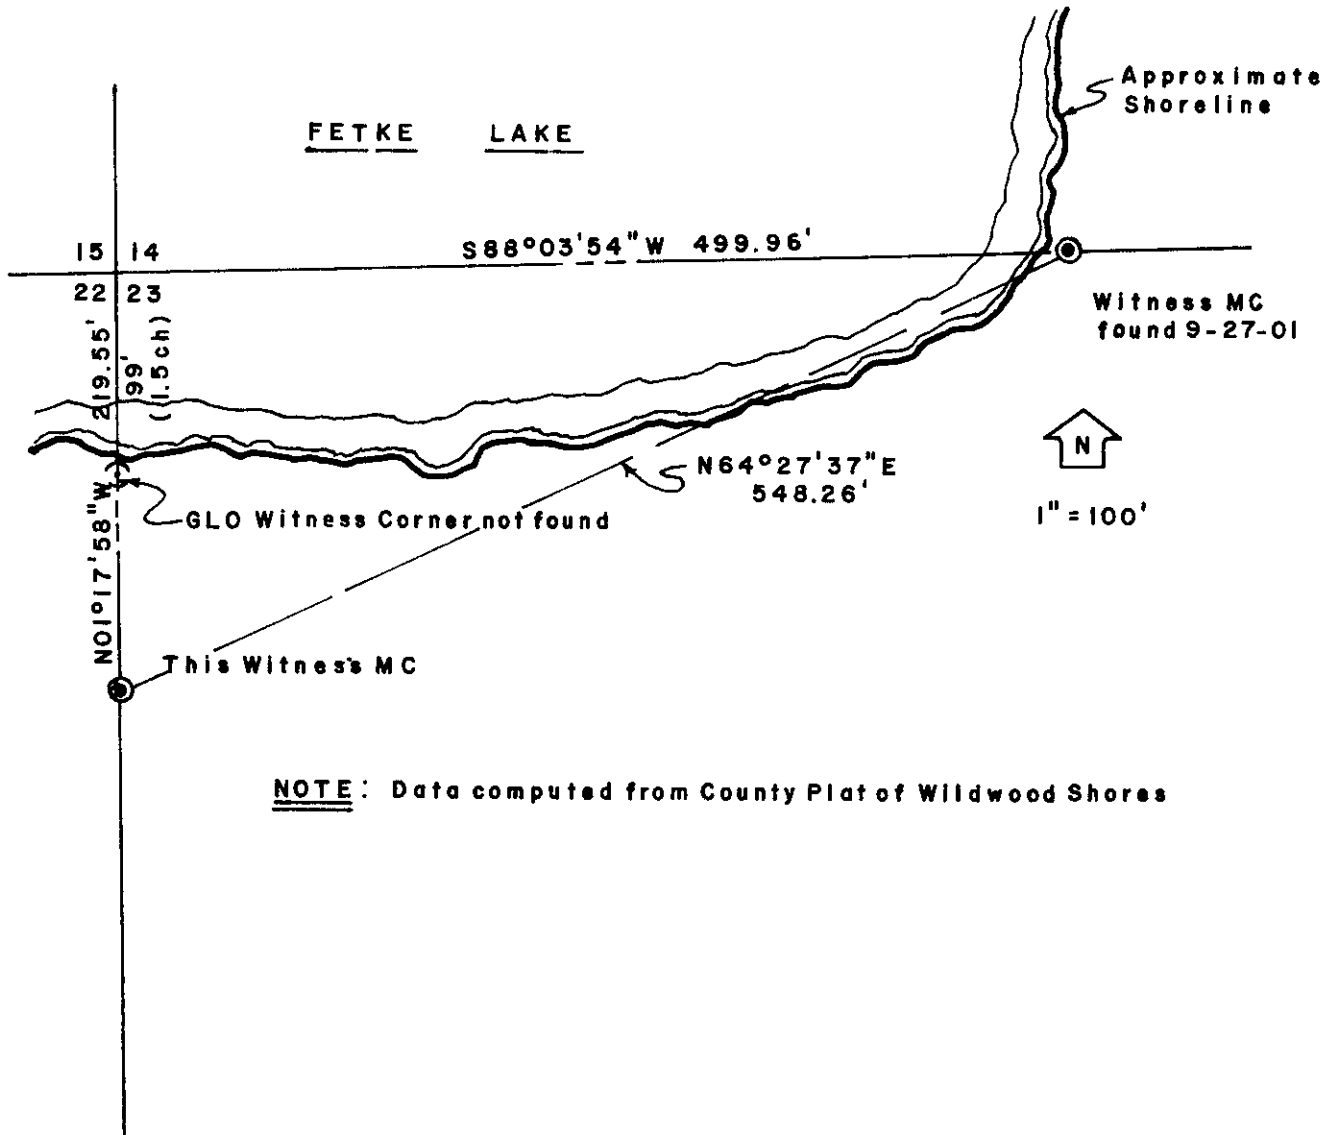 Approximate
Shoreline
FETKE LAKE
15 14
S88°03'54"W 499.96'
22 23
Witness MC
found 9-27-01
219.55'
99'
(1.5ch)
N
N64°27'37"E
548.26'
1" = 100'
GLO Witness Corner not found
N01°17'58"W
This Witness MC
NOTE: Data computed from County Plat of Wildwood Shores